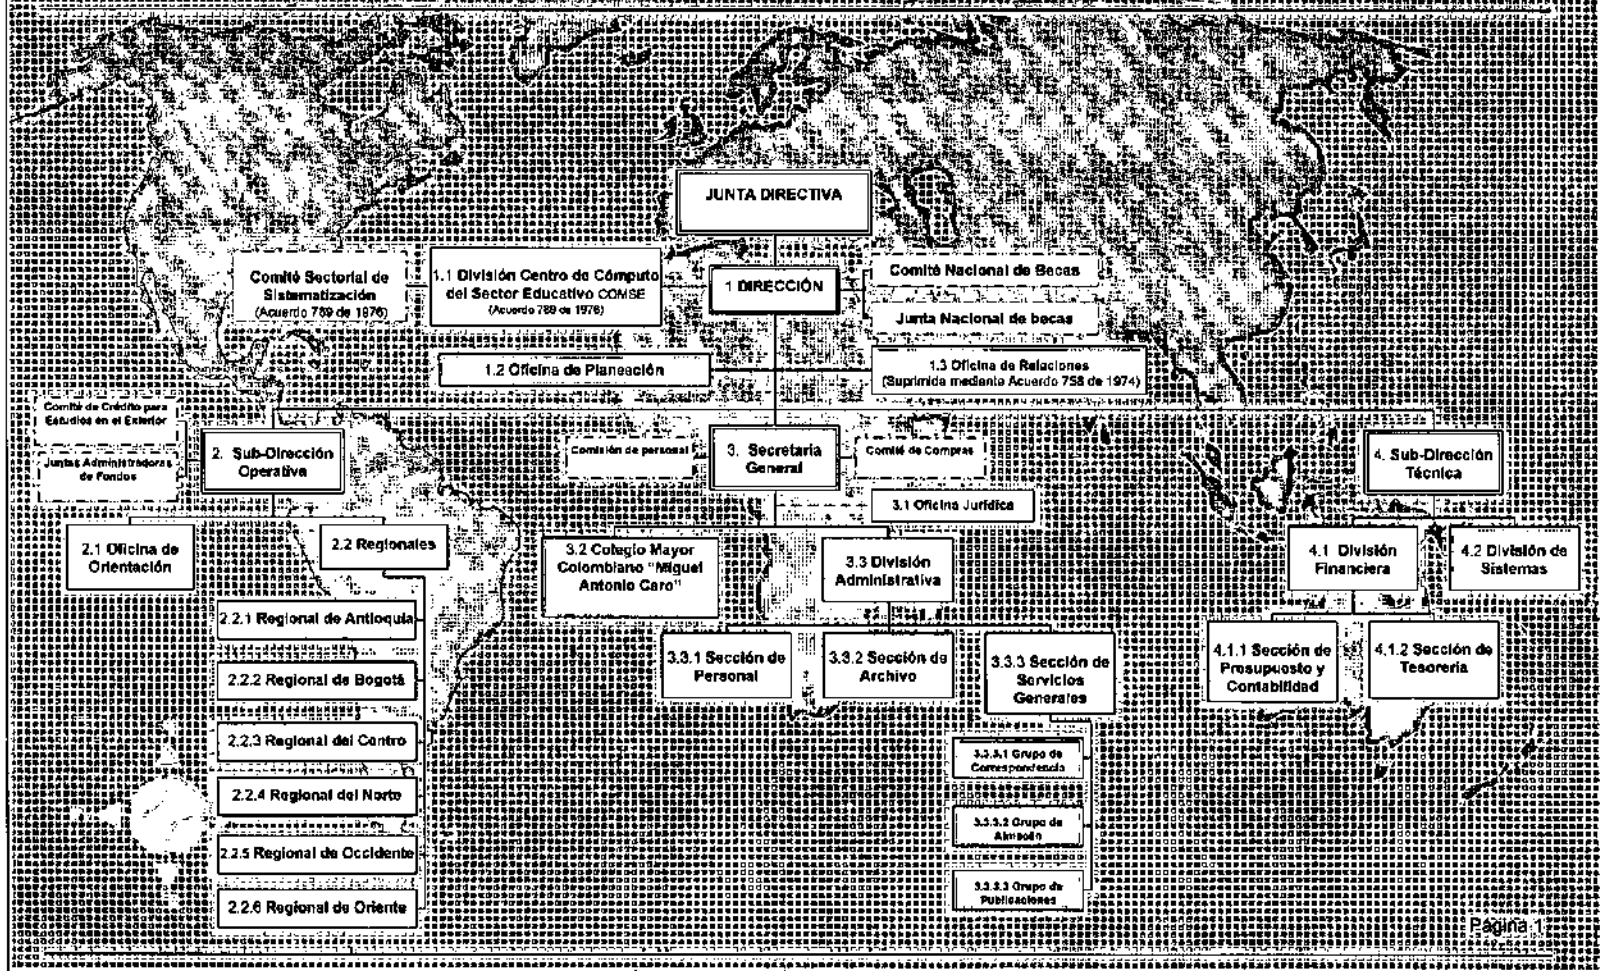 JUNTA DIRECTIVA
Comité Sectorial de
Sistematización
(Acuerdo 789 de 1976)
1.1 División Centro de Cómputo
del Sector Educativo COMSE
(Acuerdo 789 de 1976)
1 DIRECCIÓN
Comité Nacional de Becas
Junta Nacional de becas
1.2 Oficina de Planeación
1.3 Oficina de Relaciones
(Suprimida mediante Acuerdo 758 de 1974)
Comité de Crédito para
Estudios en el Exterior
Juntas Administradoras
de Fondos
2. Sub-Dirección
Operativa
Comisión de personal
3. Secretaría
General
Comité de Compras
4. Sub-Dirección
Técnica
3.1 Oficina Jurídica
2.1 Oficina de
Orientación
2.2 Regionales
3.2 Colegio Mayor
Colombiano "Miguel
Antonio Caro"
3.3 División
Administrativa
4.1 División
Financiera
4.2 División de
Sistemas
2.2.1 Regional de Antioquia
2.2.2 Regional de Bogotá
2.2.3 Regional del Centro
2.2.4 Regional del Norte
2.2.5 Regional de Occidente
2.2.6 Regional de Oriente
3.3.1 Sección de
Personal
3.3.2 Sección de
Archivo
3.3.3 Sección de
Servicios
Generales
4.1.1 Sección de
Presupuesto y
Contabilidad
4.1.2 Sección de
Tesorería
3.3.3.1 Grupo de
Correspondencia
3.3.3.2 Grupo de
Almacén
3.3.3.3 Grupo de
Publicaciones
Página 1